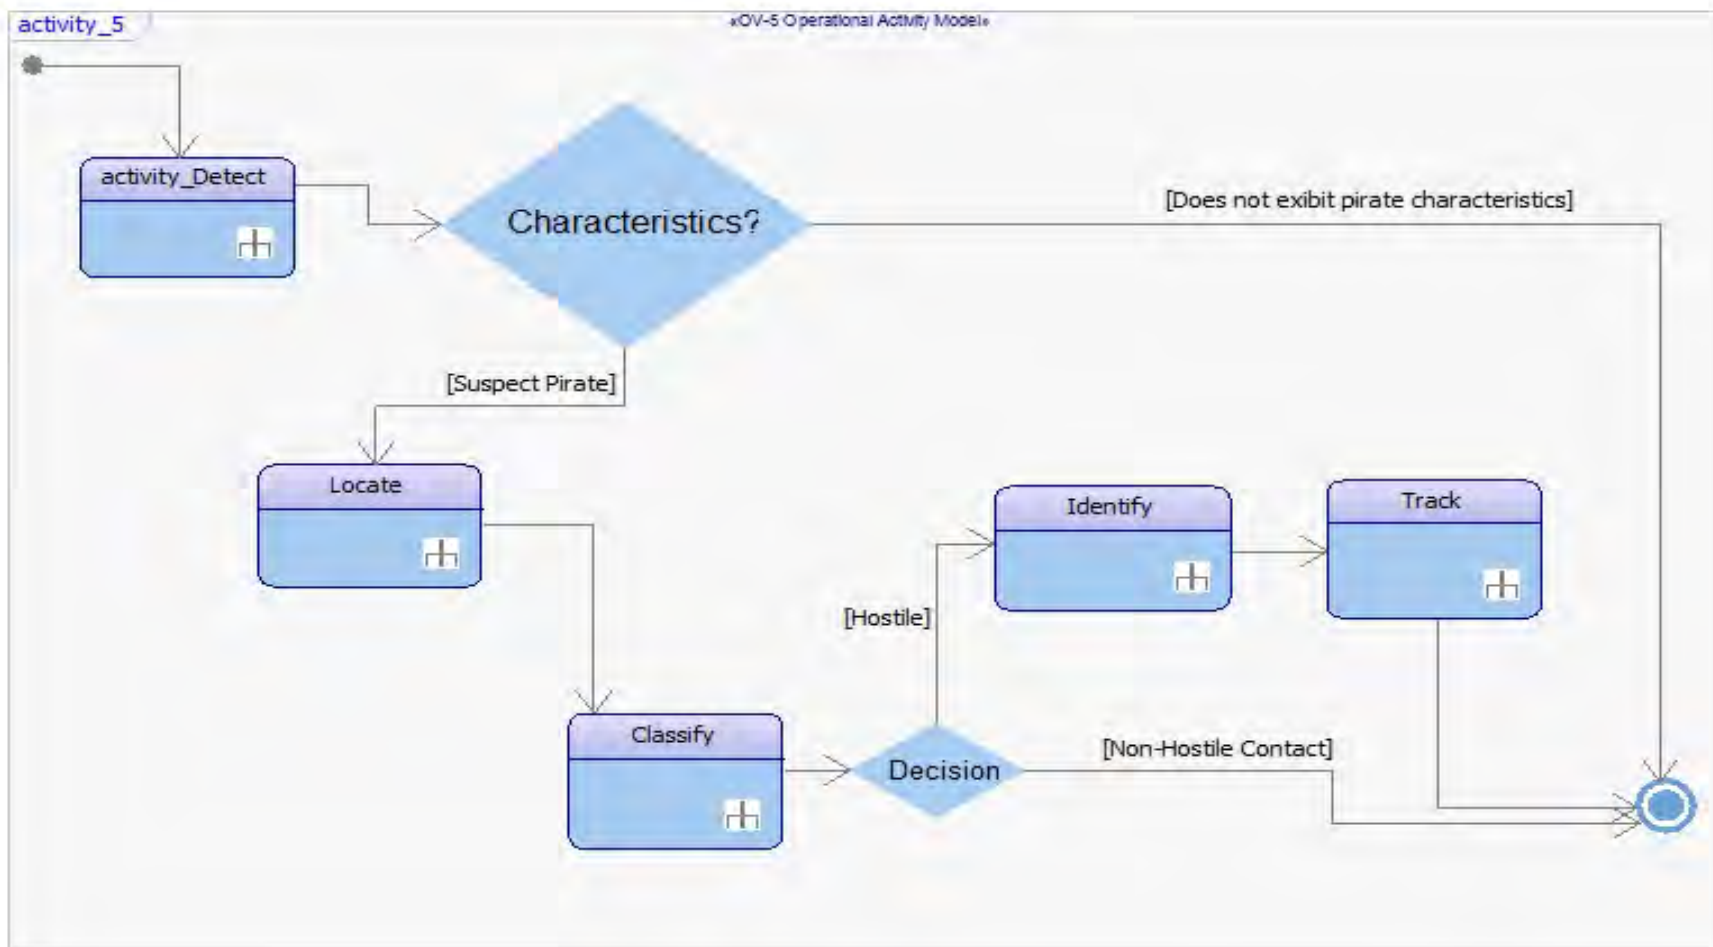 activity_5
«OV-5 Operational Activity Model»
activity_Detect
Characteristics?
[Does not exibit pirate characteristics]
[Suspect Pirate]
Locate
Identify
Track
[Hostile]
Classify
Decision
[Non-Hostile Contact]